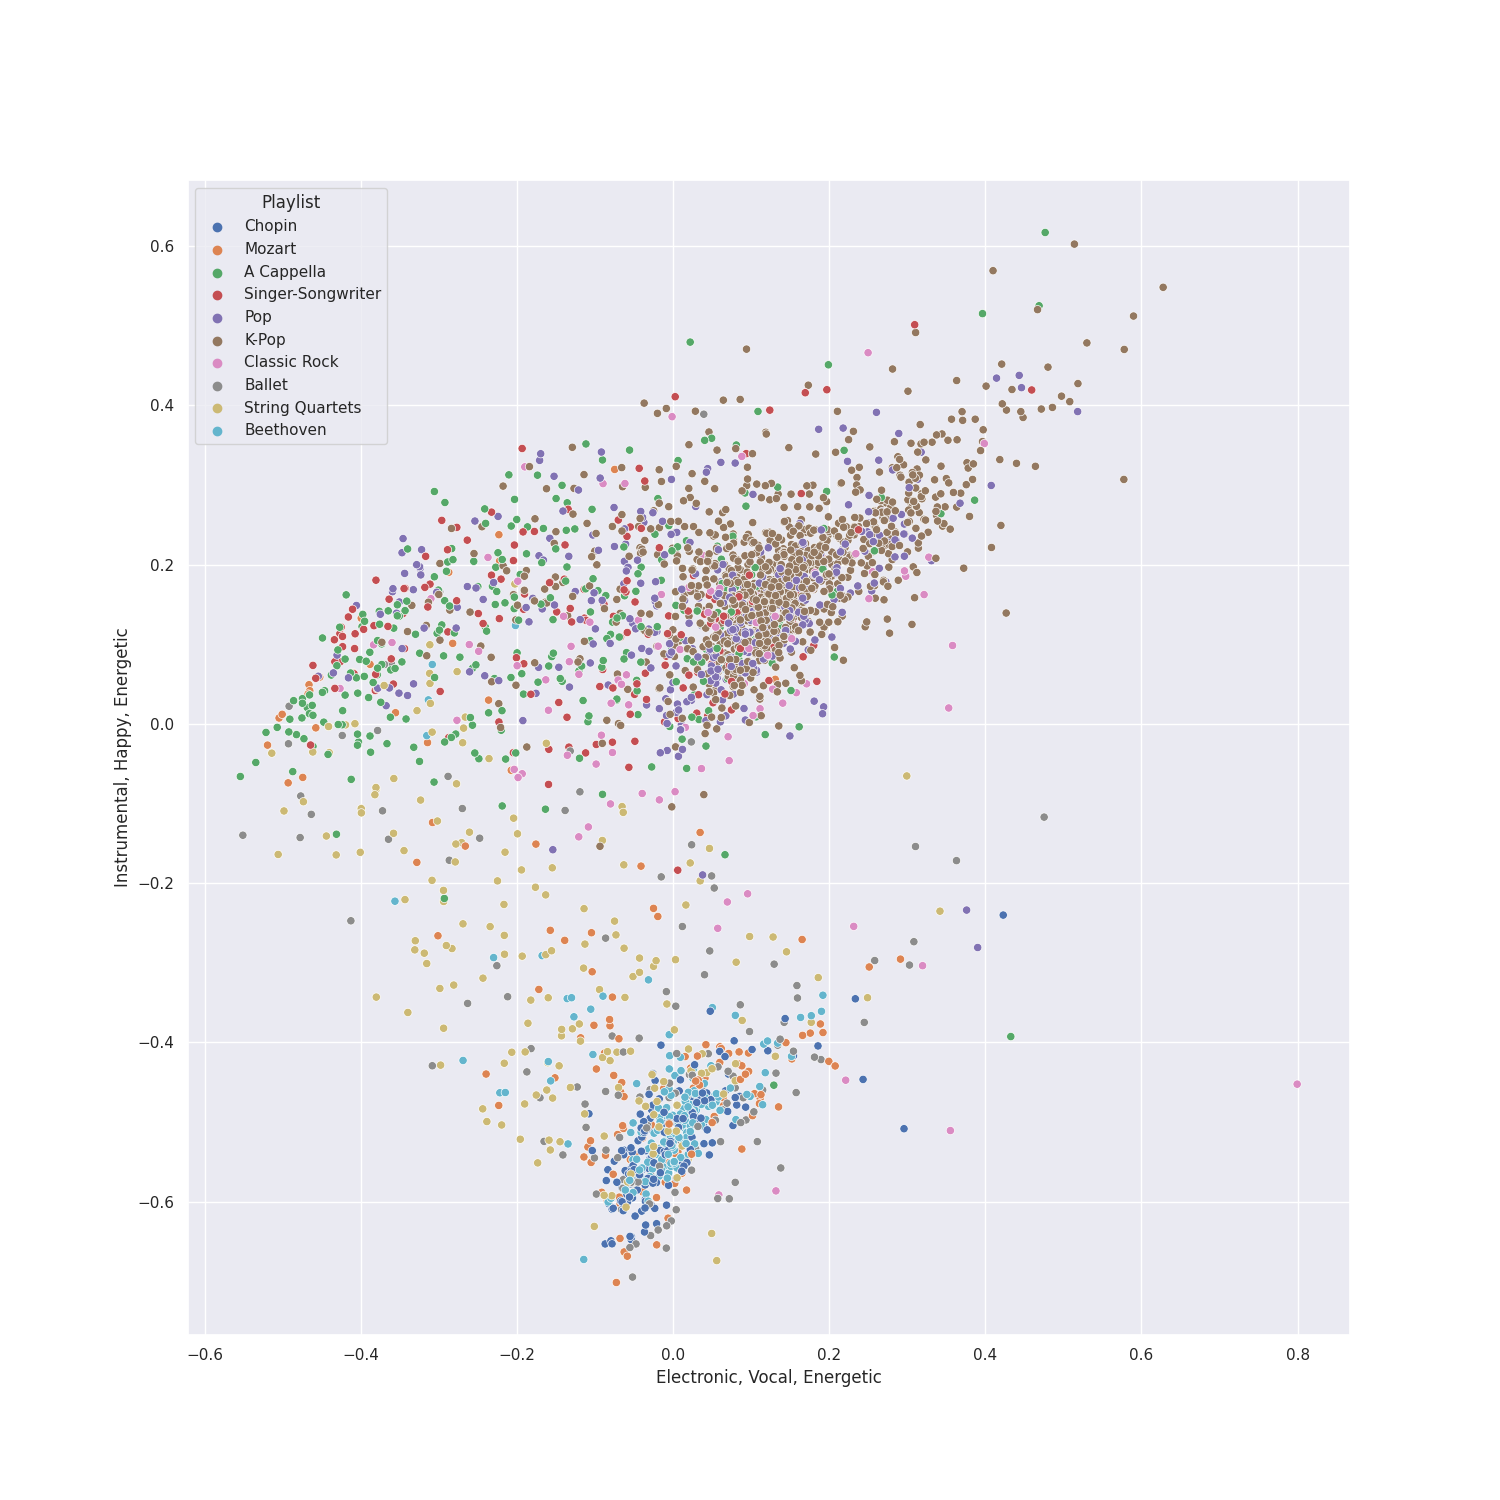 Playlist
Chopin
Mozart
A Cappella
Singer-Songwriter
Pop
K-Pop
Classic Rock
Ballet
String Quartets
Beethoven
0.6
0.4
0.2
0.0
−0.2
−0.4
−0.6
Instrumental, Happy, Energetic
−0.6 −0.4 −0.2 0.0 0.2 0.4 0.6 0.8
Electronic, Vocal, Energetic